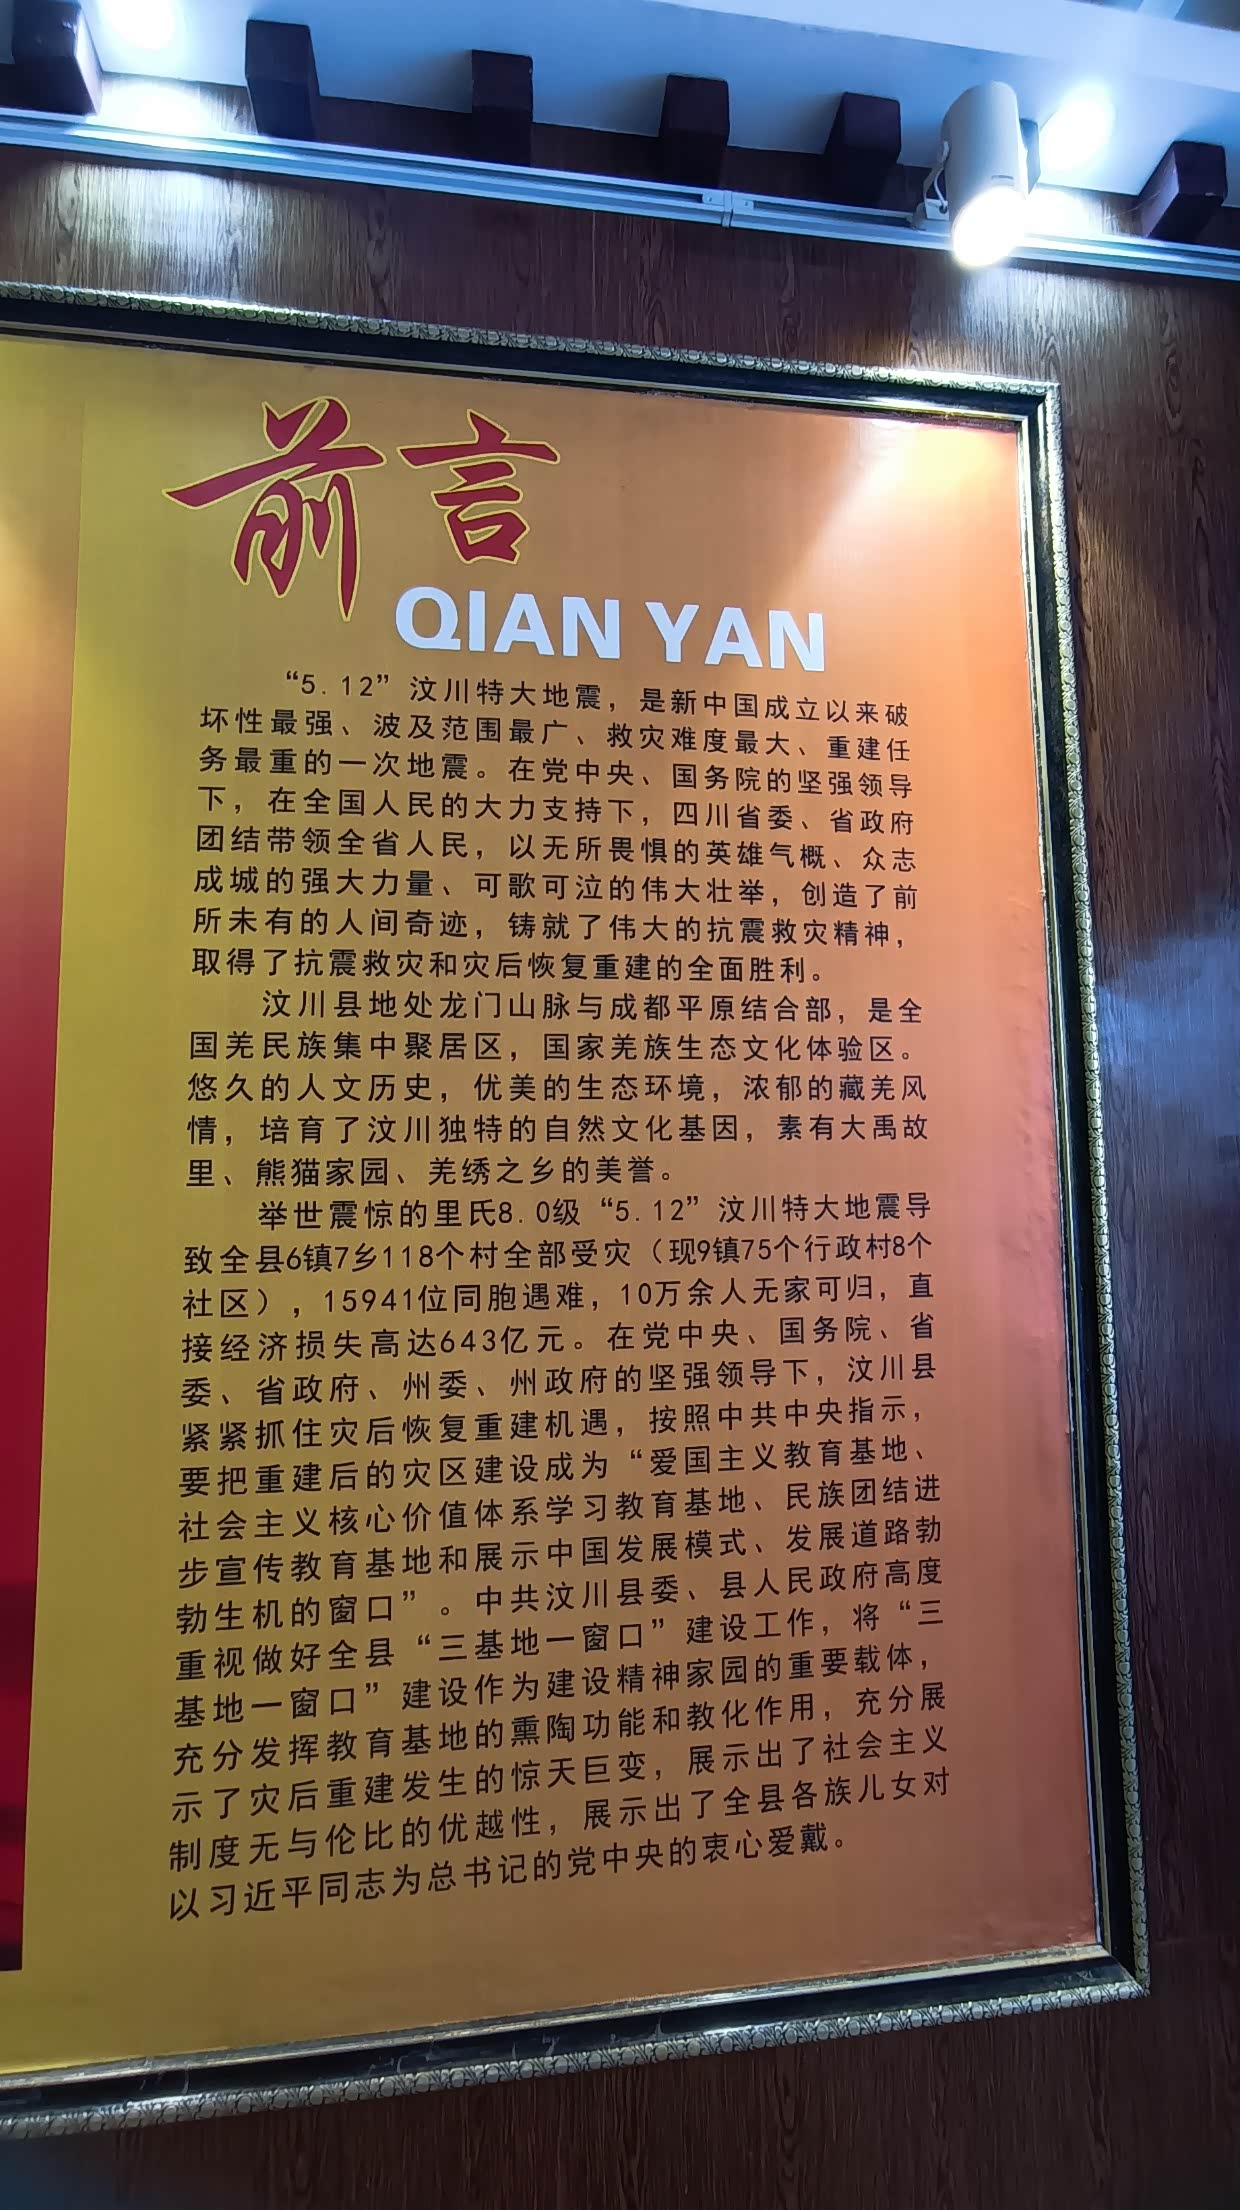 前言
QIAN YAN
“5.12”汶川特大地震，是新中国成立以来破
坏性最强、波及范围最广、救灾难度最大、重建任
务最重的一次地震。在党中央、国务院的坚强领导
下，在全国人民的大力支持下，四川省委、省政府
团结带领全省人民，以无所畏惧的英雄气概、众志
成城的强大力量、可歌可泣的伟大壮举，创造了前
所未有的人间奇迹，铸就了伟大的抗震救灾精神，
取得了抗震救灾和灾后恢复重建的全面胜利。
汶川县地处龙门山脉与成都平原结合部，是全
国羌民族集中聚居区，国家羌族生态文化体验区。
悠久的人文历史，优美的生态环境，浓郁的藏羌风
情，培育了汶川独特的自然文化基因，素有大禹故
里、熊猫家园、羌绣之乡的美誉。
举世震惊的里氏8.0级“5.12”汶川特大地震导
致全县6镇7乡118个村全部受灾（现9镇75个行政村8个
社区），15941位同胞遇难，10万余人无家可归，直
接经济损失高达643亿元。在党中央、国务院、省
委、省政府、州委、州政府的坚强领导下，汶川县
紧紧抓住灾后恢复重建机遇，按照中共中央指示，
要把重建后的灾区建设成为“爱国主义教育基地、
社会主义核心价值体系学习教育基地、民族团结进
步宣传教育基地和展示中国发展模式、发展道路勃
勃生机的窗口”。中共汶川县委、县人民政府高度
重视做好全县“三基地一窗口”建设工作，将“三
基地一窗口”建设作为建设精神家园的重要载体，
充分发挥教育基地的熏陶功能和教化作用，充分展
示了灾后重建发生的惊天巨变，展示出了社会主义
制度无与伦比的优越性，展示出了全县各族儿女对
以习近平同志为总书记的党中央的衷心爱戴。